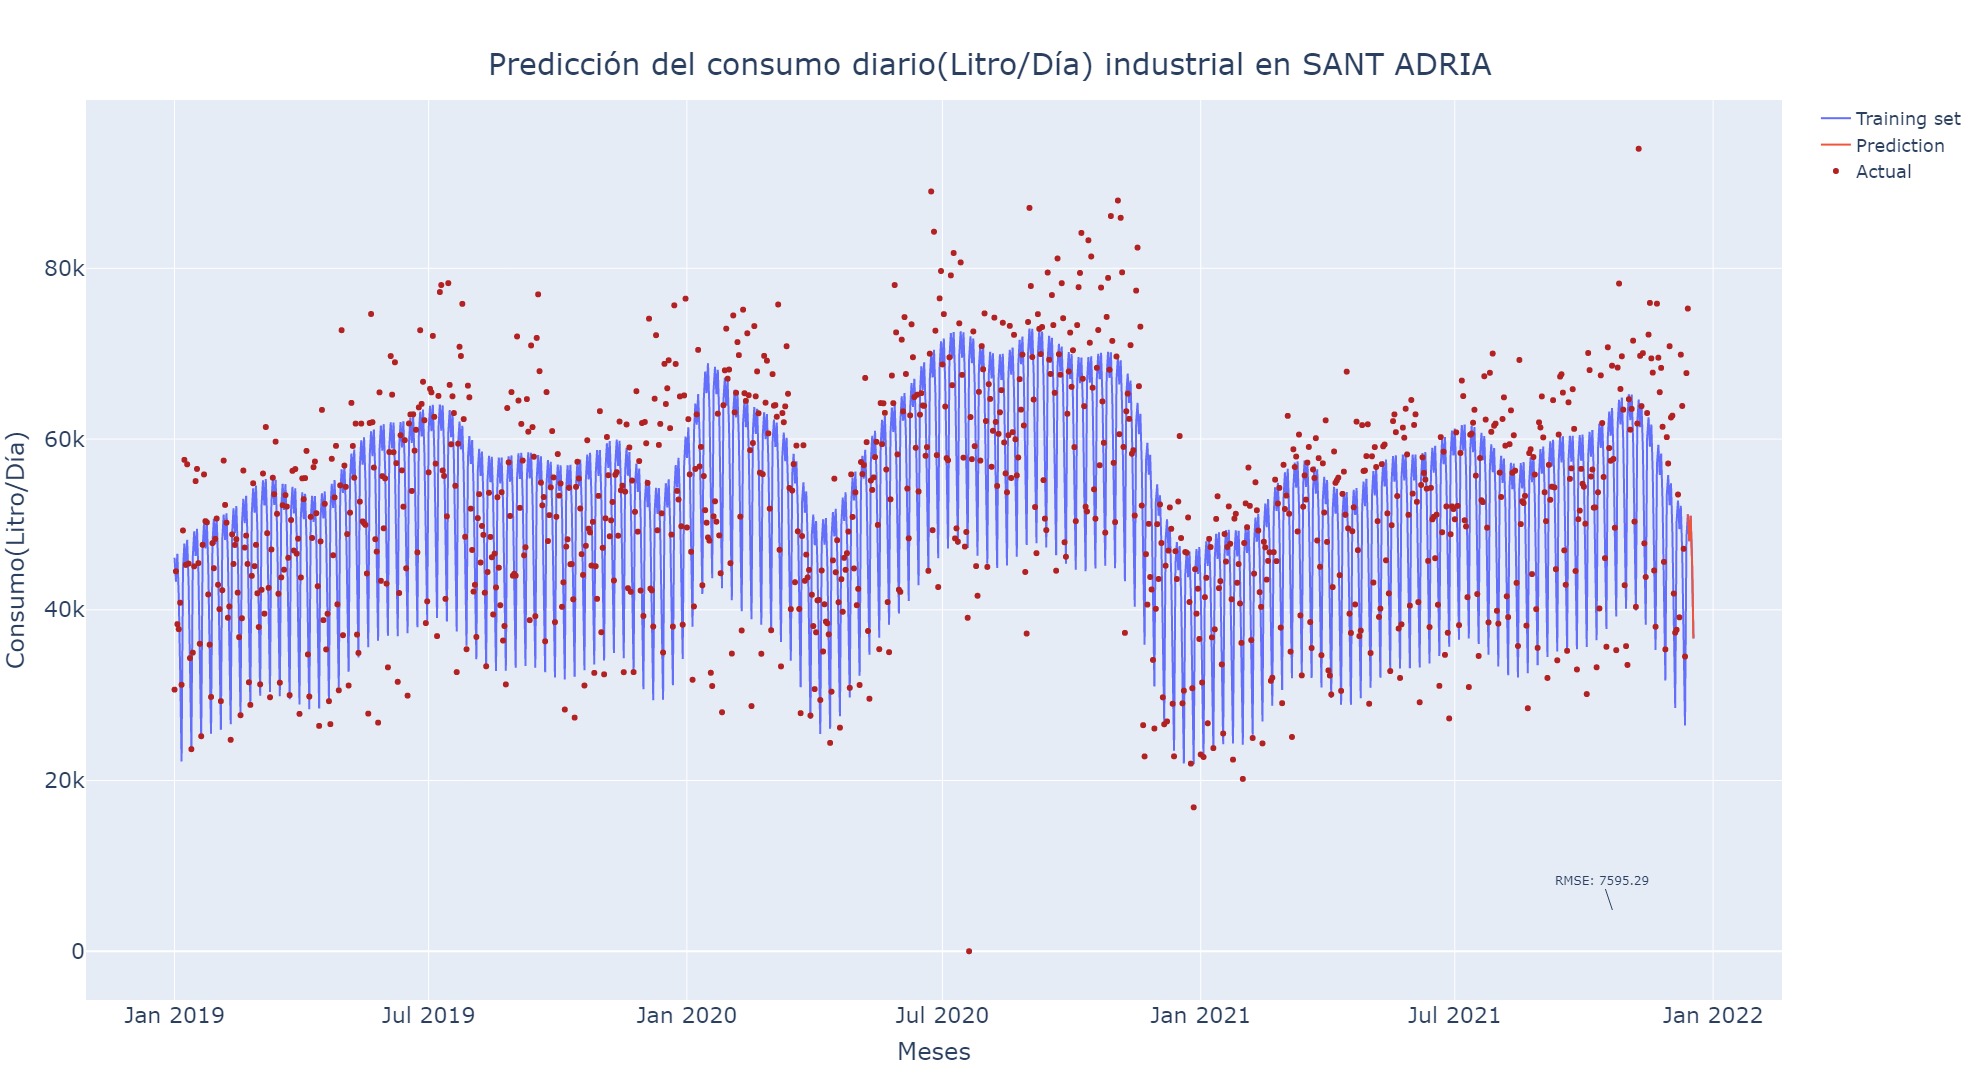 Predicción del consumo diario(Litro/Día) industrial en SANT ADRIA
Training set
Prediction
Actual
Consumo(Litro/Día)
80k
60k
40k
20k
0
RMSE: 7595.29
Jan 2019
Jul 2019
Jan 2020
Jul 2020
Jan 2021
Jul 2021
Jan 2022
Meses